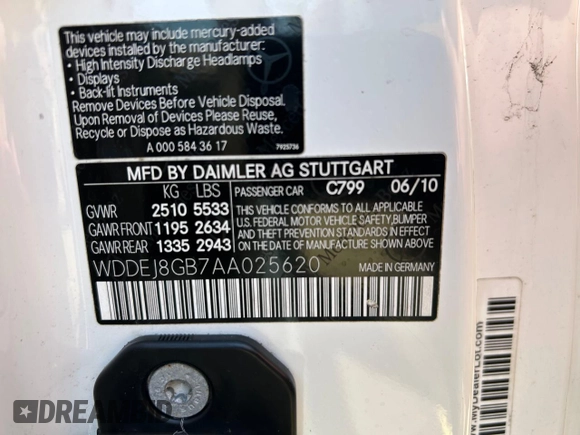 This vehicle may include mercury-added
devices installed by the manufacturer:
• High Intensity Discharge Headlamps
• Displays
• Back-lit Instruments
Remove Devices Before Vehicle Disposal.
Upon Removal of Devices Please Reuse,
Recycle or Dispose as Hazardous Waste.
A 000 584 36 17
7925736
MFD BY DAIMLER AG STUTTGART
KG LBS PASSENGER CAR C799 06/10
GVWR 2510 5533
GAWR FRONT 1195 2634
GAWR REAR 1335 2943
THIS VEHICLE CONFORMS TO ALL APPLICABLE
U.S. FEDERAL MOTOR VEHICLE SAFETY,BUMPER
AND THEFT PREVENTION STANDARDS IN EFFECT
ON THE DATE OF MANUFACTURE SHOWN ABOVE.
WDDEJ8GB7AA025620
MADE IN GERMANY
w.MyDealerLot.com
DREAMBID